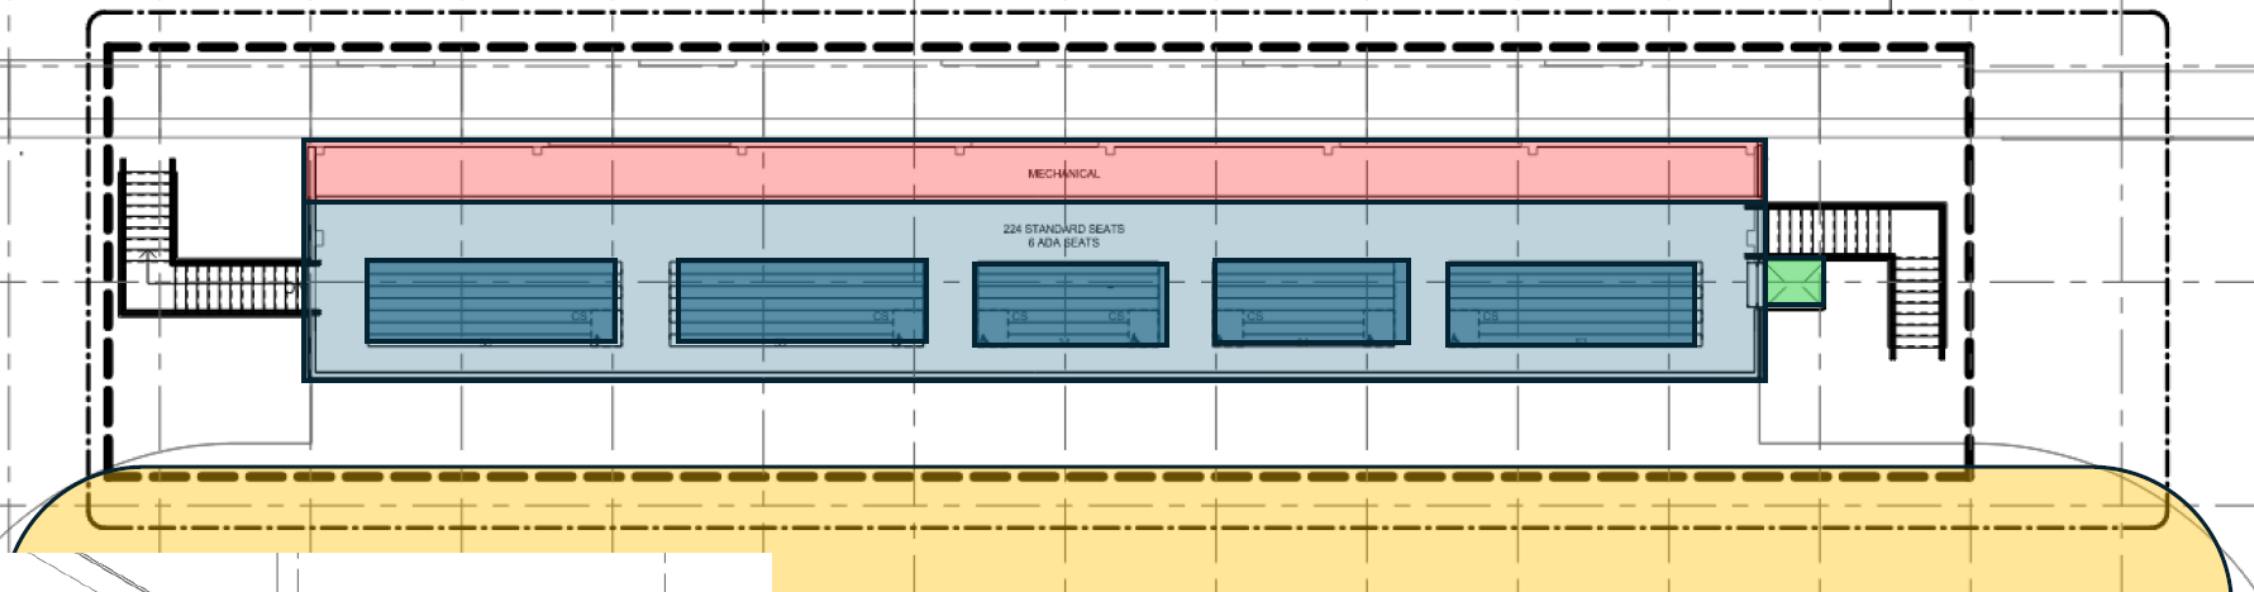 MECHANICAL
224 STANDARD SEATS
6 ADA SEATS
CS
CS
CS
CS
CS
CS